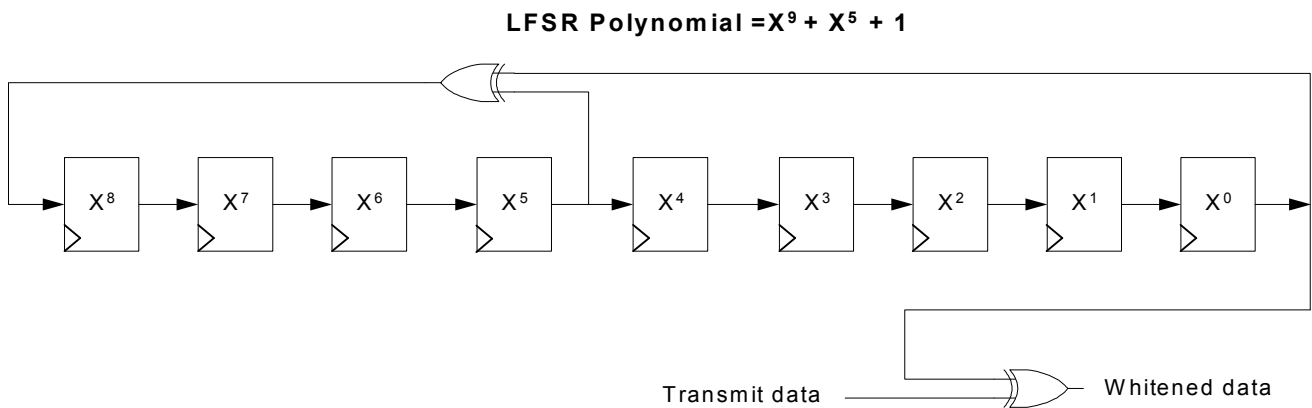 LFSR Polynomial =X⁹ + X⁵ + 1
X⁸ X⁷ X⁶ X⁵ X⁴ X³ X² X¹ X⁰
Transmit data
Whitened data